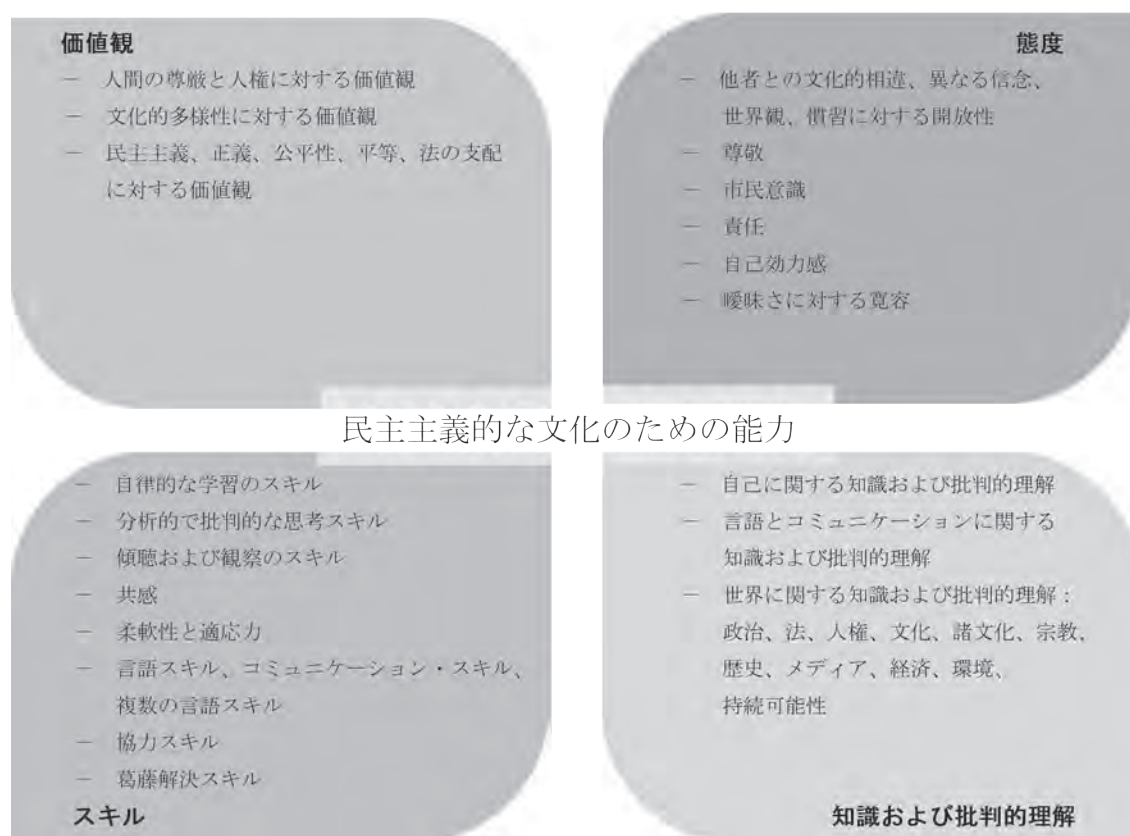 価値観
－ 人間の尊厳と人権に対する価値観
－ 文化的多様性に対する価値観
－ 民主主義、正義、公平性、平等、法の支配
に対する価値観
態度
－ 他者との文化的相違、異なる信念、
世界観、慣習に対する開放性
－ 尊敬
－ 市民意識
－ 責任
－ 自己効力感
－ 曖昧さに対する寛容
民主主義的な文化のための能力
－ 自律的な学習のスキル
－ 分析的で批判的な思考スキル
－ 傾聴および観察のスキル
－ 共感
－ 柔軟性と適応力
－ 言語スキル、コミュニケーション・スキル、
複数の言語スキル
－ 協力スキル
－ 葛藤解決スキル
スキル
－ 自己に関する知識および批判的理解
－ 言語とコミュニケーションに関する
知識および批判的理解
－ 世界に関する知識および批判的理解：
政治、法、人権、文化、諸文化、宗教、
歴史、メディア、経済、環境、
持続可能性
知識および批判的理解